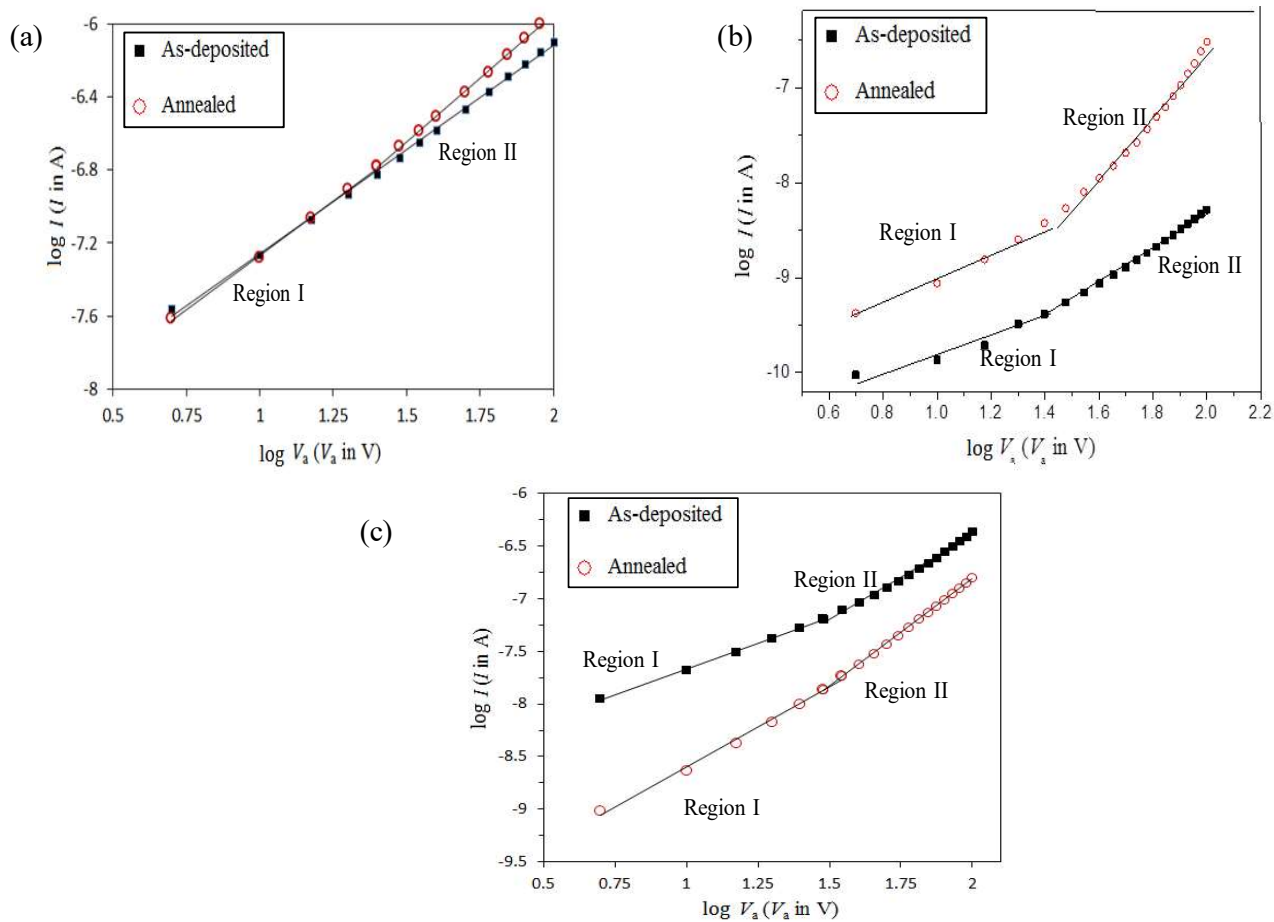 (a)
As-deposited
Annealed
Region II
Region I
log I (I in A)
-6
-6.4
-6.8
-7.2
-7.6
-8
0.5 0.75 1 1.25 1.5 1.75 2
log Va (Va in V)
(b)
As-deposited
Annealed
Region II
Region I
Region II
Region I
log I (I in A)
-7
-8
-9
-10
0.6 0.8 1.0 1.2 1.4 1.6 1.8 2.0 2.2
log Va (Va in V)
(c)
As-deposited
Annealed
Region II
Region I
Region II
Region I
log I (I in A)
-6
-6.5
-7
-7.5
-8
-8.5
-9
-9.5
0.5 0.75 1 1.25 1.5 1.75 2
log Va (Va in V)